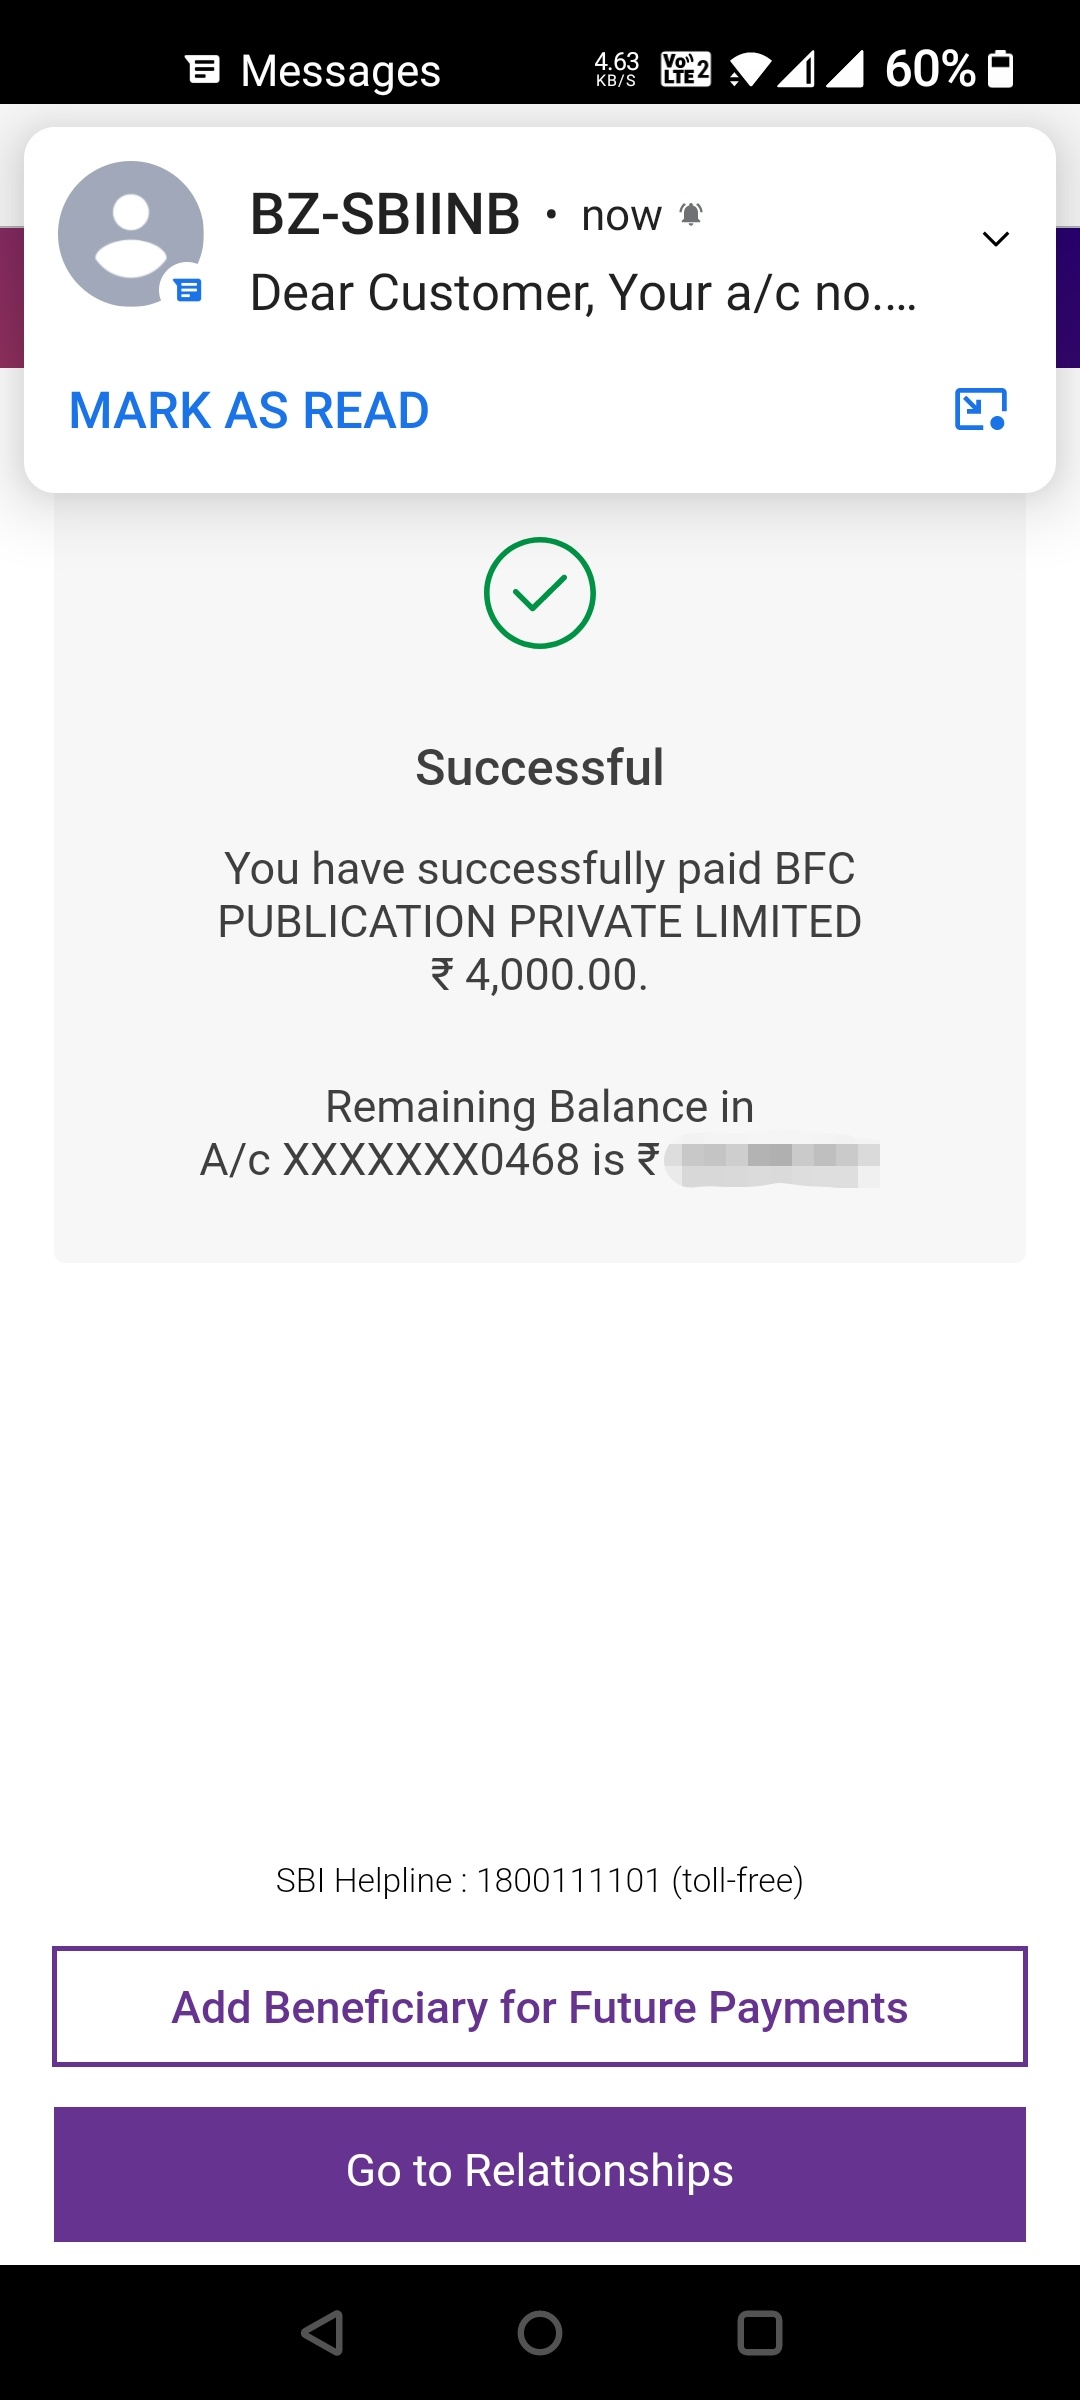 Messages
4.63
KB/S
Vo
LTE 2
60%
BZ-SBIINB • now
Dear Customer, Your a/c no....
MARK AS READ
Successful
You have successfully paid BFC
PUBLICATION PRIVATE LIMITED
₹ 4,000.00.
Remaining Balance in
A/c XXXXXXX0468 is ₹
SBI Helpline : 1800111101 (toll-free)
Add Beneficiary for Future Payments
Go to Relationships